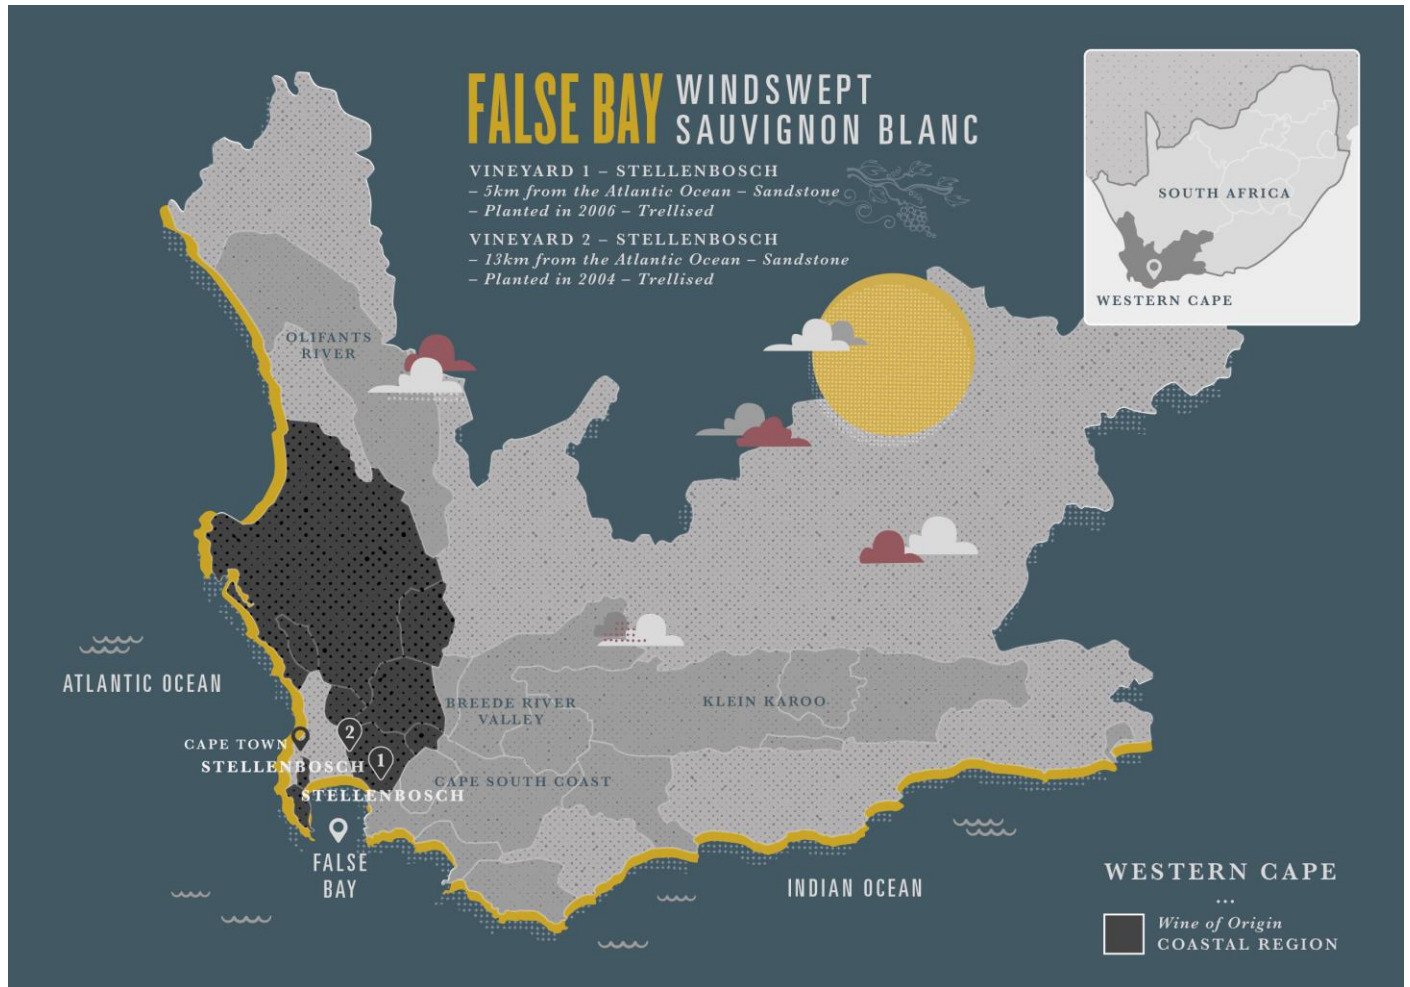 FALSE BAY WINDSWEPT
SAUVIGNON BLANC
VINEYARD 1 – STELLENBOSCH
– 5km from the Atlantic Ocean – Sandstone
– Planted in 2006 – Trellised
VINEYARD 2 – STELLENBOSCH
– 13km from the Atlantic Ocean – Sandstone
– Planted in 2004 – Trellised
SOUTH AFRICA
WESTERN CAPE
OLIFANTS
RIVER
ATLANTIC OCEAN
BREEDE RIVER
VALLEY
KLEIN KAROO
CAPE TOWN
2
STELLENBOSCH
1
CAPE SOUTH COAST
STELLENBOSCH
FALSE
BAY
INDIAN OCEAN
WESTERN CAPE
...
Wine of Origin
COASTAL REGION